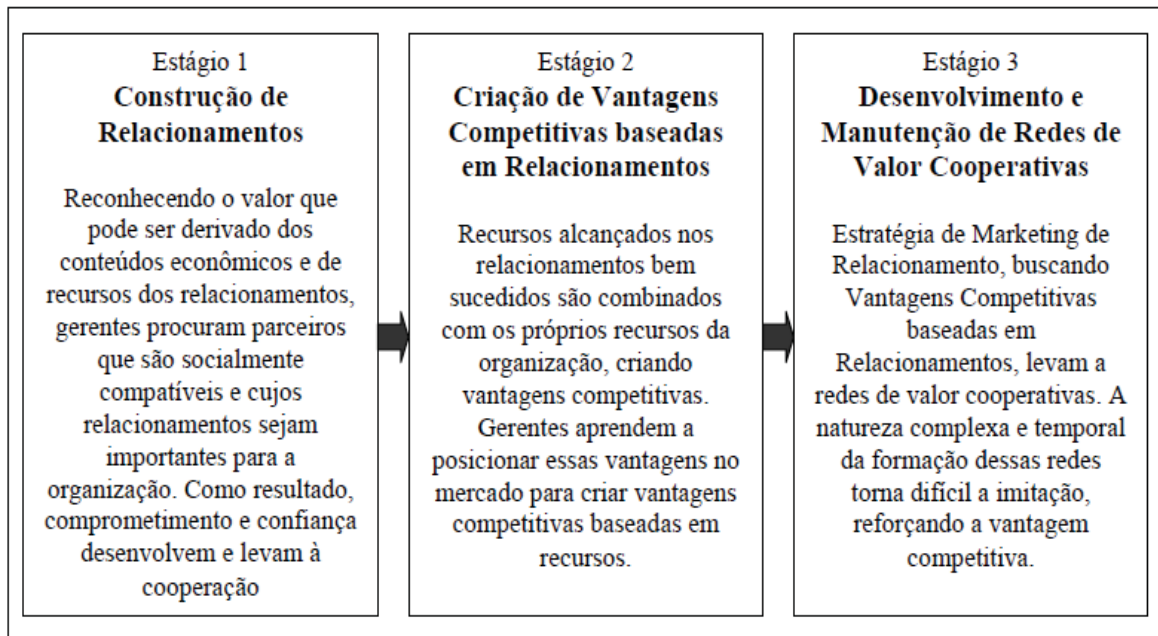 Estágio 1
Construção de
Relacionamentos
Reconhecendo o valor que
pode ser derivado dos
conteúdos econômicos e de
recursos dos relacionamentos,
gerentes procuram parceiros
que são socialmente
compatíveis e cujos
relacionamentos sejam
importantes para a
organização. Como resultado,
comprometimento e confiança
desenvolvem e levam à
cooperação
Estágio 2
Criação de Vantagens
Competitivas baseadas
em Relacionamentos
Recursos alcançados nos
relacionamentos bem
sucedidos são combinados
com os próprios recursos da
organização, criando
vantagens competitivas.
Gerentes aprendem a
posicionar essas vantagens no
mercado para criar vantagens
competitivas baseadas em
recursos.
Estágio 3
Desenvolvimento e
Manutenção de Redes de
Valor Cooperativas
Estratégia de Marketing de
Relacionamento, buscando
Vantagens Competitivas
baseadas em
Relacionamentos, levam a
redes de valor cooperativas. A
natureza complexa e temporal
da formação dessas redes
torna difícil a imitação,
reforçando a vantagem
competitiva.